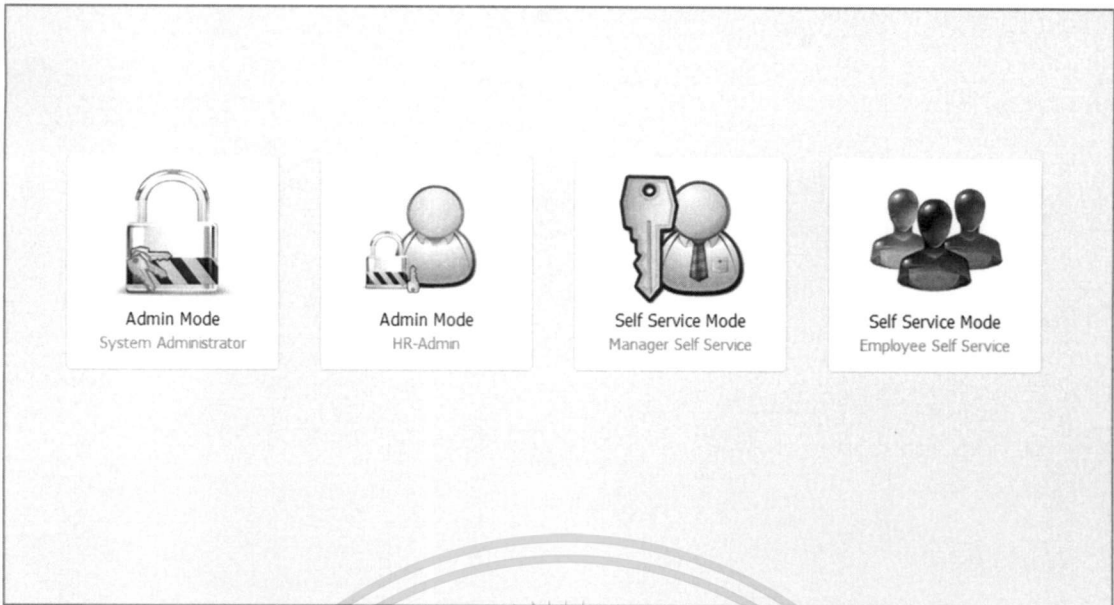 Admin Mode
System Administrator
Admin Mode
HR-Admin
Self Service Mode
Manager Self Service
Self Service Mode
Employee Self Service